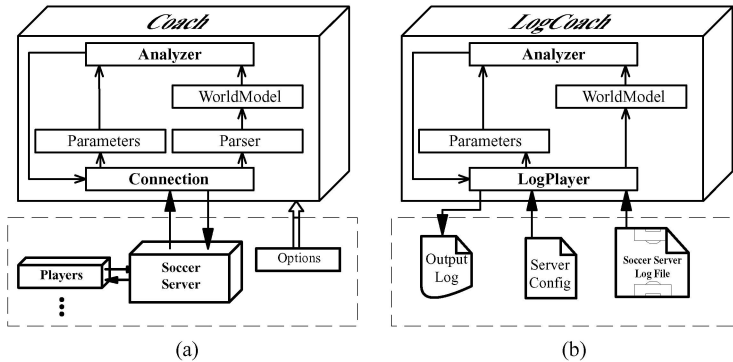 Coach
Analyzer
WorldModel
Parameters
Parser
Connection
Players
Soccer
Server
Options
(a)
LogCoach
Analyzer
WorldModel
Parameters
LogPlayer
Output
Log
Server
Config
Soccer Server
Log File
(b)